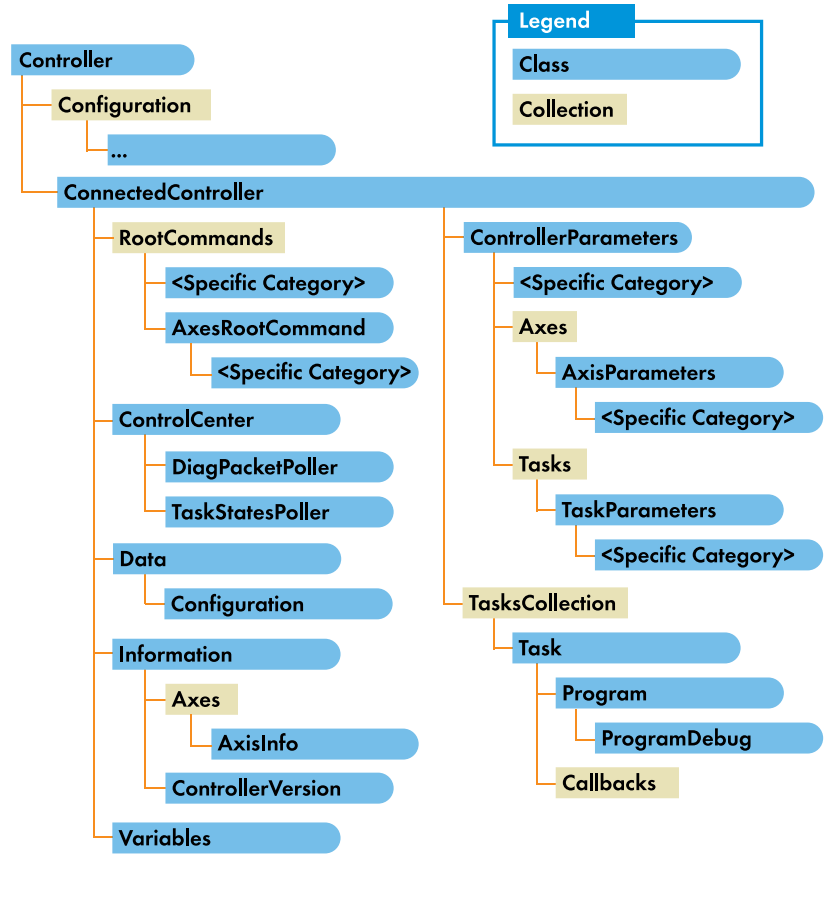 Legend
Class
Collection
Controller
Configuration
...
ConnectedController
RootCommands
<Specific Category>
AxesRootCommand
<Specific Category>
ControlCenter
DiagPacketPoller
TaskStatesPoller
Data
Configuration
Information
Axes
AxisInfo
ControllerVersion
Variables
ControllerParameters
<Specific Category>
Axes
AxisParameters
<Specific Category>
Tasks
TaskParameters
<Specific Category>
TasksCollection
Task
Program
ProgramDebug
Callbacks